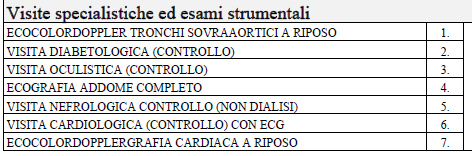 Visite specialistiche ed esami strumentali
ECOCOLORDOPPLER TRONCHI SOVRAAORTICI A RIPOSO 1.
VISITA DIABETOLOGICA (CONTROLLO) 2.
VISITA OCULISTICA (CONTROLLO) 3.
ECOGRAFIA ADDOME COMPLETO 4.
VISITA NEFROLOGICA CONTROLLO (NON DIALISI) 5.
VISITA CARDIOLOGICA (CONTROLLO) CON ECG 6.
ECOCOLORDOPPLERGRAFIA CARDIACA A RIPOSO 7.